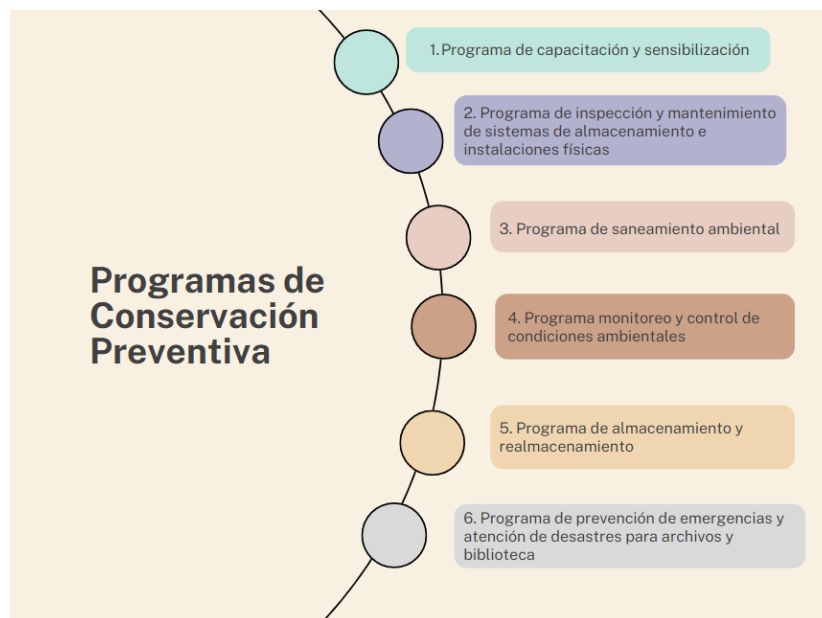 Programas de
Conservación
Preventiva
1. Programa de capacitación y sensibilización
2. Programa de inspección y mantenimiento
de sistemas de almacenamiento e
instalaciones físicas
3. Programa de saneamiento ambiental
4. Programa monitoreo y control de
condiciones ambientales
5. Programa de almacenamiento y
realmacenamiento
6. Programa de prevención de emergencias y
atención de desastres para archivos y
biblioteca